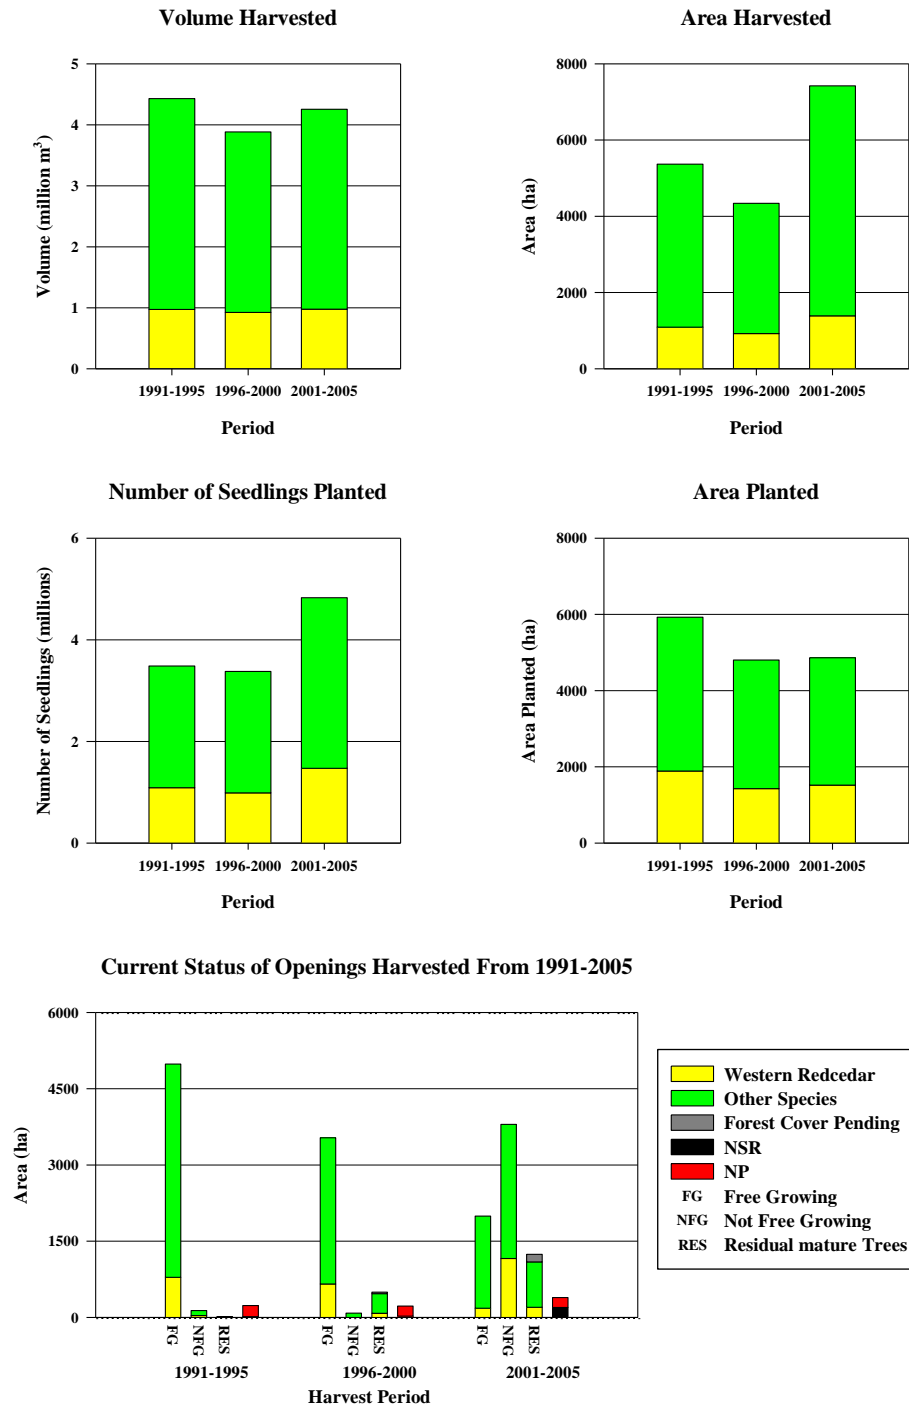 Volume Harvested
Volume (million m³)
5
4
3
2
1
0
1991-1995 1996-2000 2001-2005
Period
Area Harvested
Area (ha)
8000
6000
4000
2000
0
1991-1995 1996-2000 2001-2005
Period
Number of Seedlings Planted
Number of Seedlings (millions)
6
4
2
0
1991-1995 1996-2000 2001-2005
Period
Area Planted
Area Planted (ha)
8000
6000
4000
2000
0
1991-1995 1996-2000 2001-2005
Period
Current Status of Openings Harvested From 1991-2005
Area (ha)
6000
4500
3000
1500
0
FG NFG RES FG NFG RES FG NFG RES
1991-1995 1996-2000 2001-2005
Harvest Period
Western Redcedar
Other Species
Forest Cover Pending
NSR
NP
FG Free Growing
NFG Not Free Growing
RES Residual mature Trees